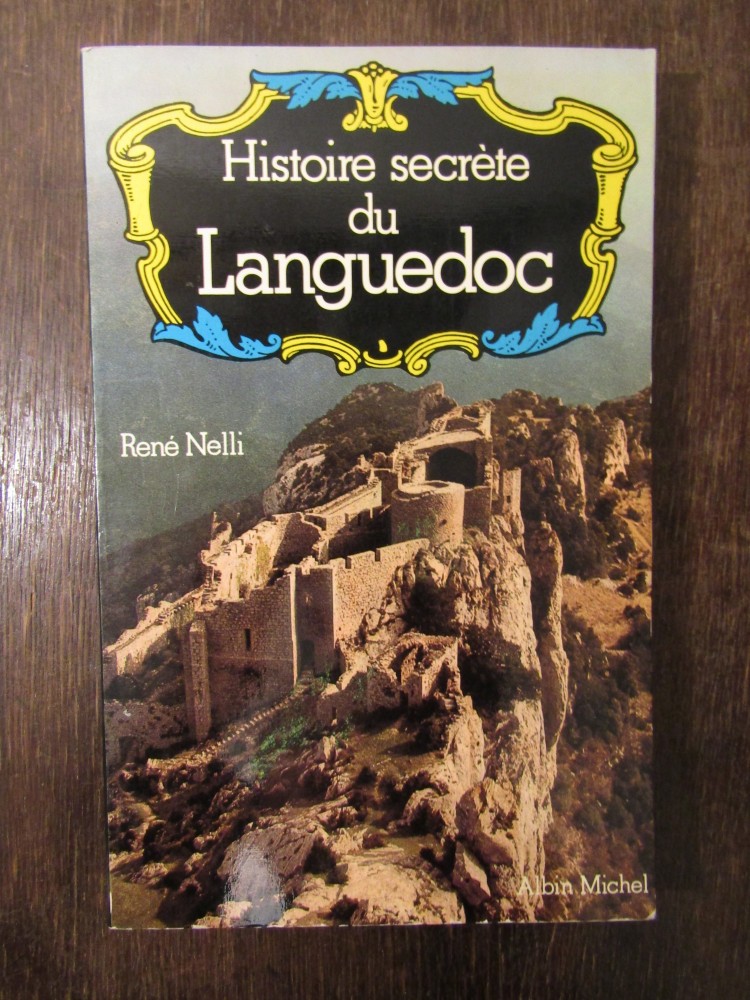 Histoire secrète
du
Languedoc
René Nelli
Albin Michel